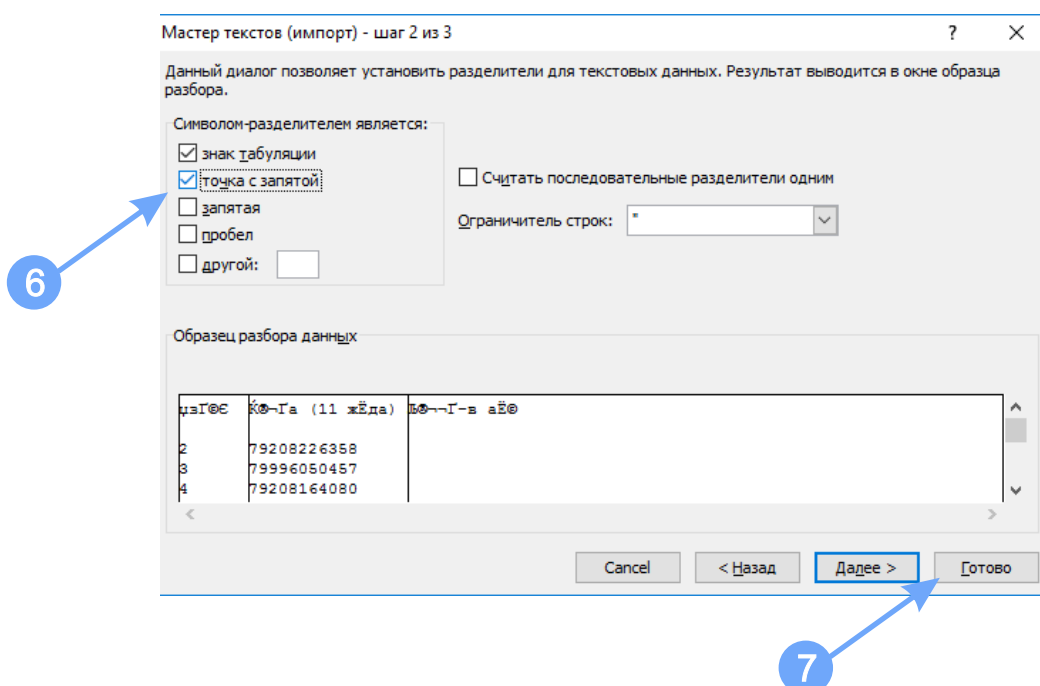 Мастер текстов (импорт) - шаг 2 из 3 ?
Данный диалог позволяет установить разделители для текстовых данных. Результат выводится в окне образца
разбора.
Символом-разделителем является:
знак табуляции
точка с запятой
запятая
пробел
другой:
Считать последовательные разделители одним
Ограничитель строк: "
6
Образец разбора данных
(11
2 79208226358
3 79996050457
4 79208164080
Cancel < Назад Далее > Готово
7